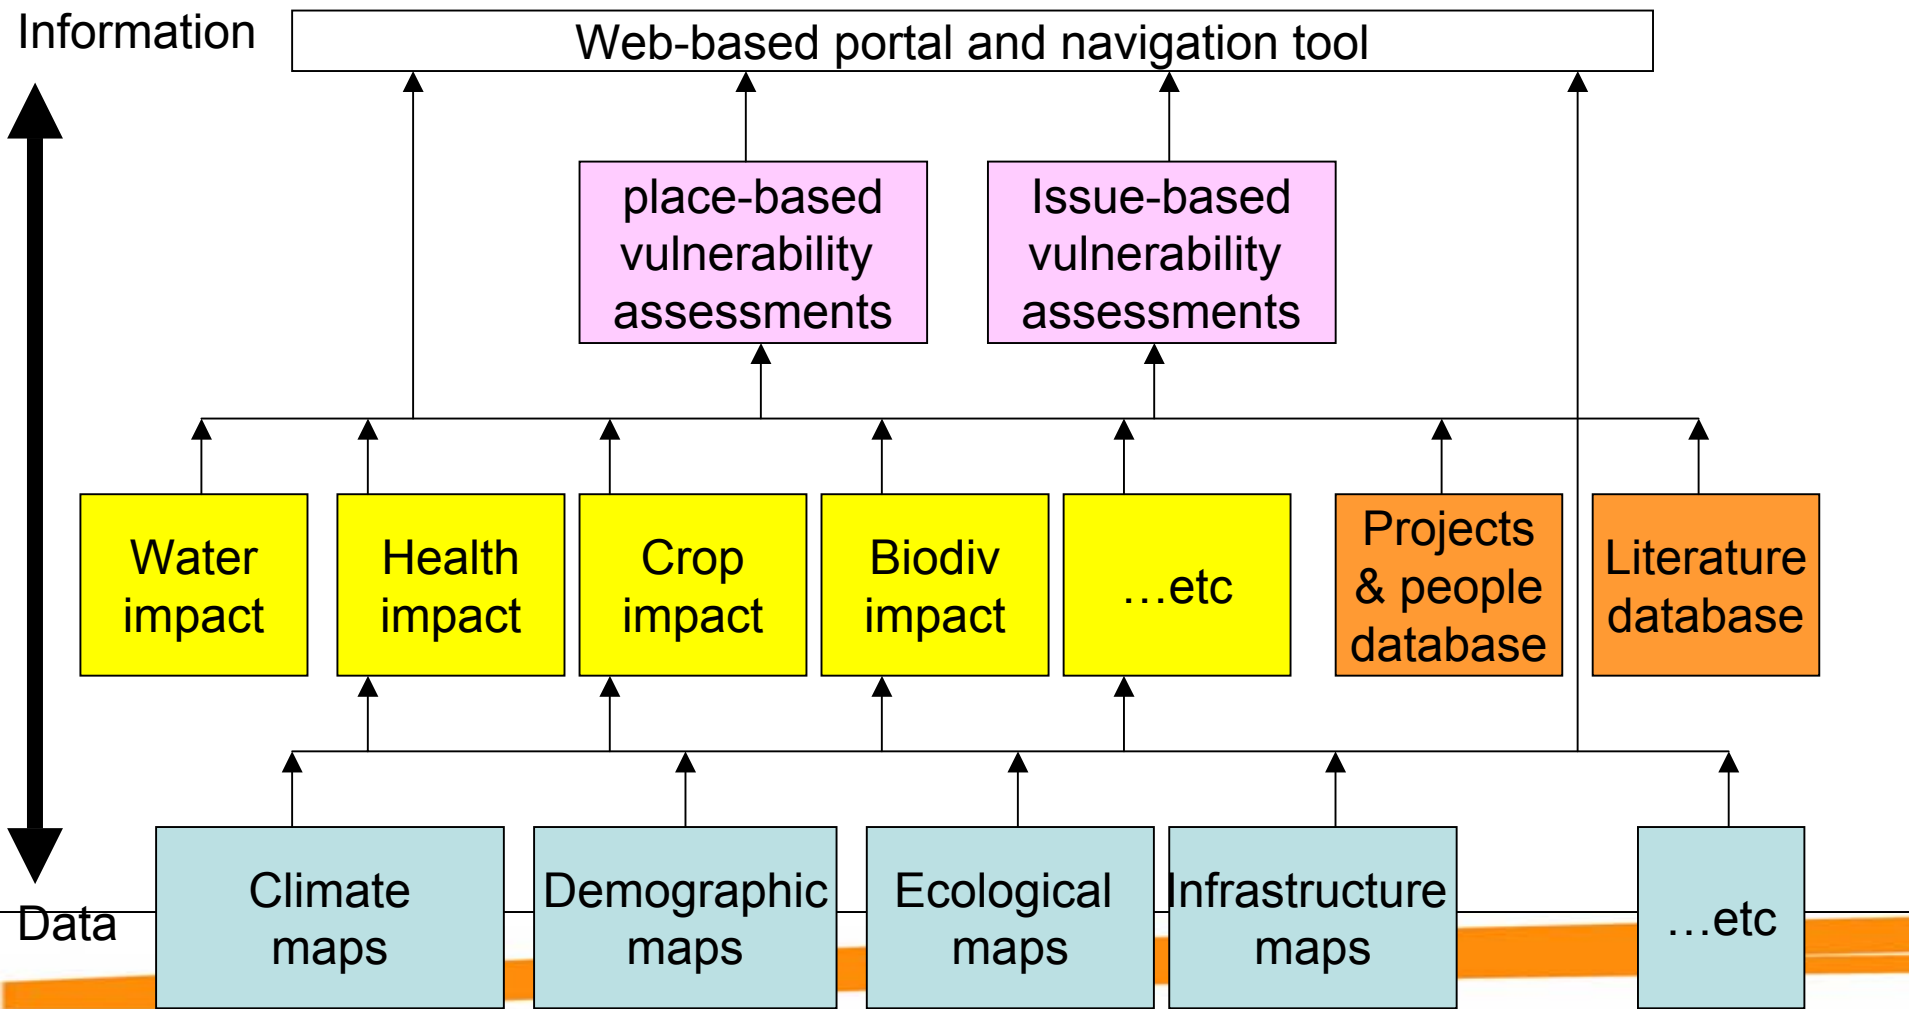 Information
Web-based portal and navigation tool
place-based
vulnerability
assessments
Issue-based
vulnerability
assessments
Water
impact
Health
impact
Crop
impact
Biodiv
impact
…etc
Projects
& people
database
Literature
database
Data
Climate
maps
Demographic
maps
Ecological
maps
Infrastructure
maps
…etc